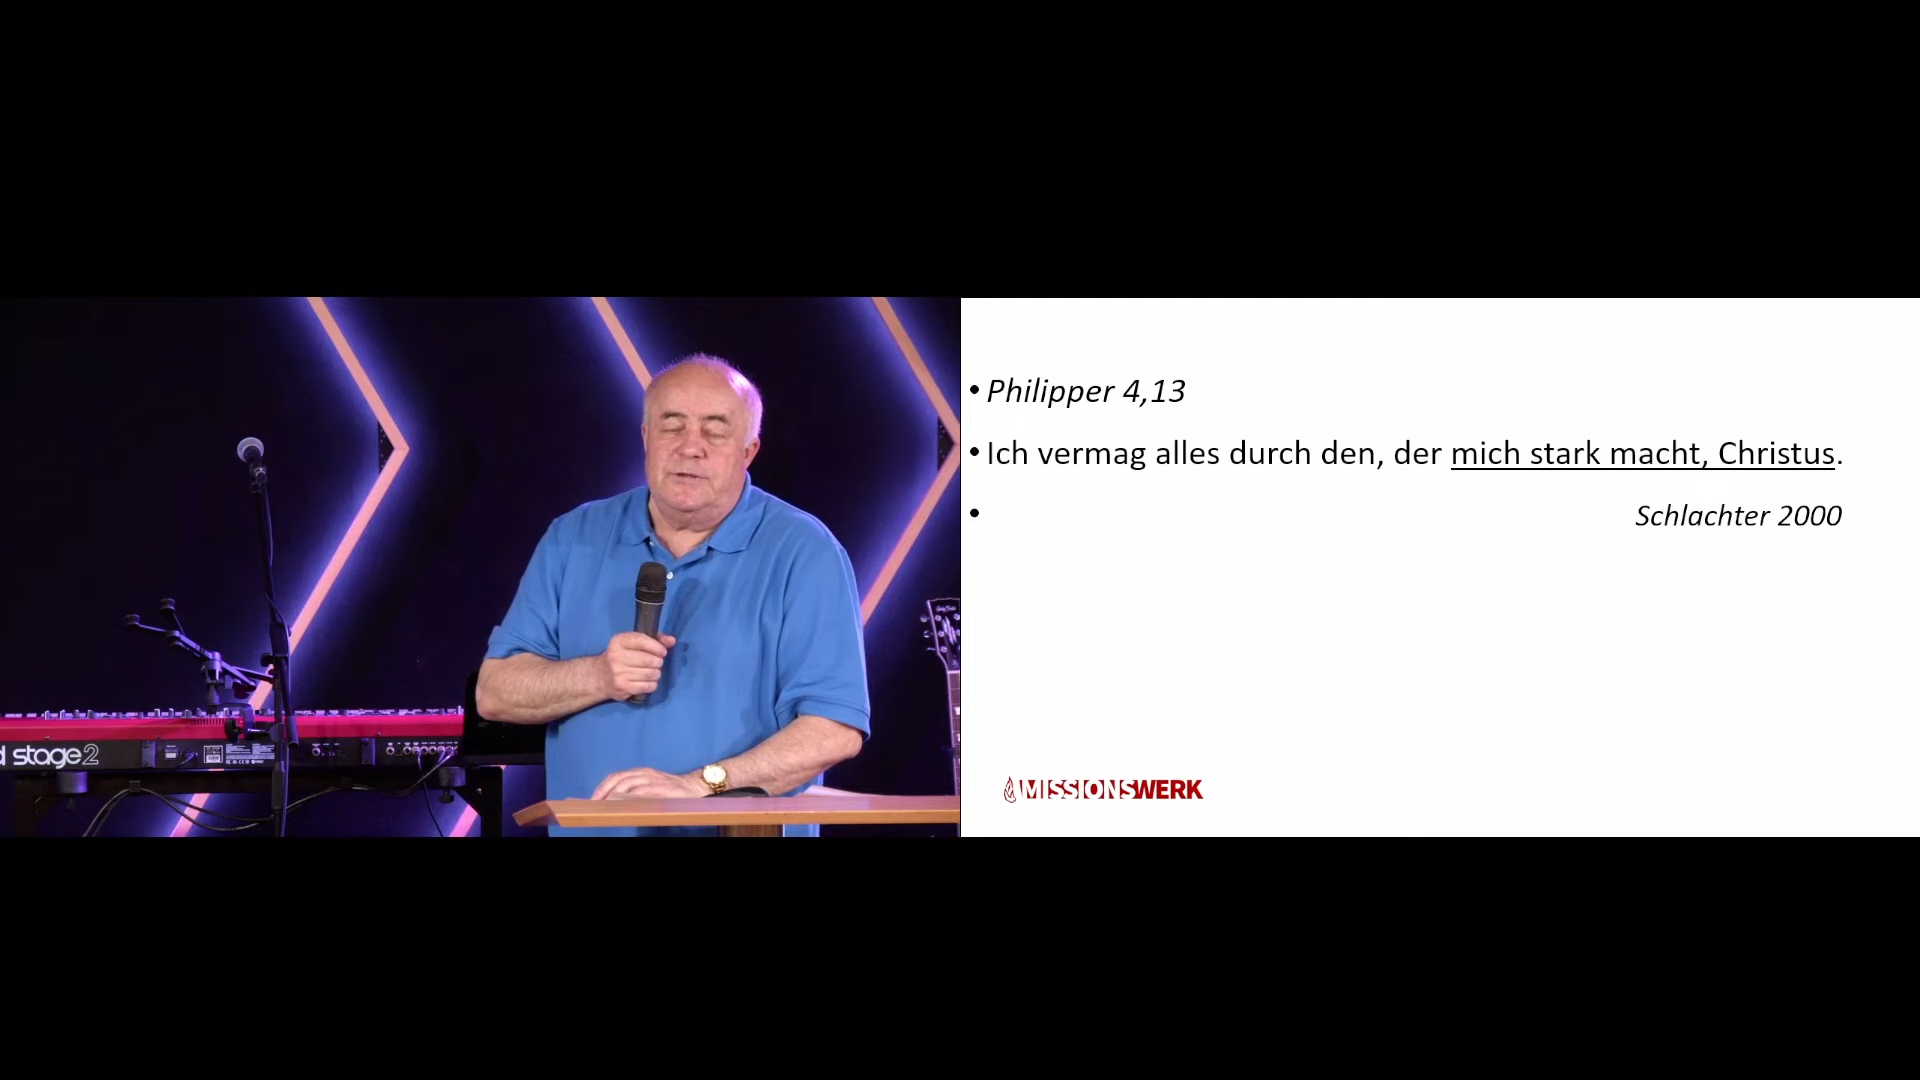 d stage2
• Philipper 4,13
• Ich vermag alles durch den, der mich stark macht, Christus.
• Schlachter 2000
MISSIONSWERK